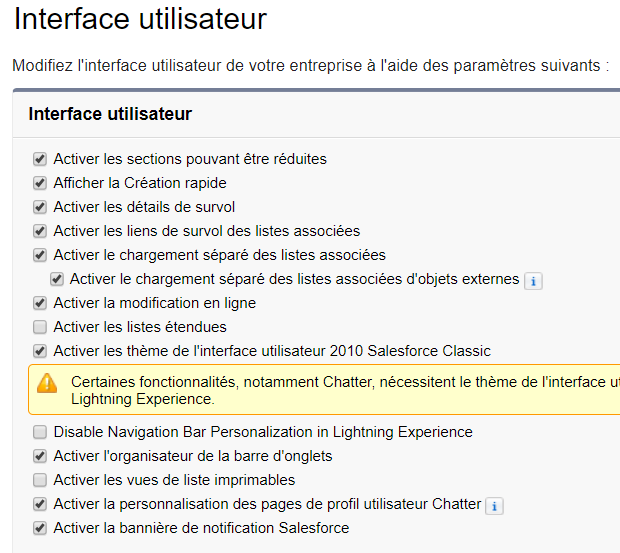 Interface utilisateur
Modifiez l'interface utilisateur de votre entreprise à l'aide des paramètres suivants :
Interface utilisateur
Activer les sections pouvant être réduites
Afficher la Création rapide
Activer les détails de survol
Activer les liens de survol des listes associées
Activer le chargement séparé des listes associées
Activer le chargement séparé des listes associées d'objets externes i
Activer la modification en ligne
Activer les listes étendues
Activer les thème de l'interface utilisateur 2010 Salesforce Classic
Certaines fonctionnalités, notamment Chatter, nécessitent le thème de l'interface
Lightning Experience.
Disable Navigation Bar Personalization in Lightning Experience
Activer l'organisateur de la barre d'onglets
Activer les vues de liste imprimables
Activer la personnalisation des pages de profil utilisateur Chatter i
Activer la bannière de notification Salesforce